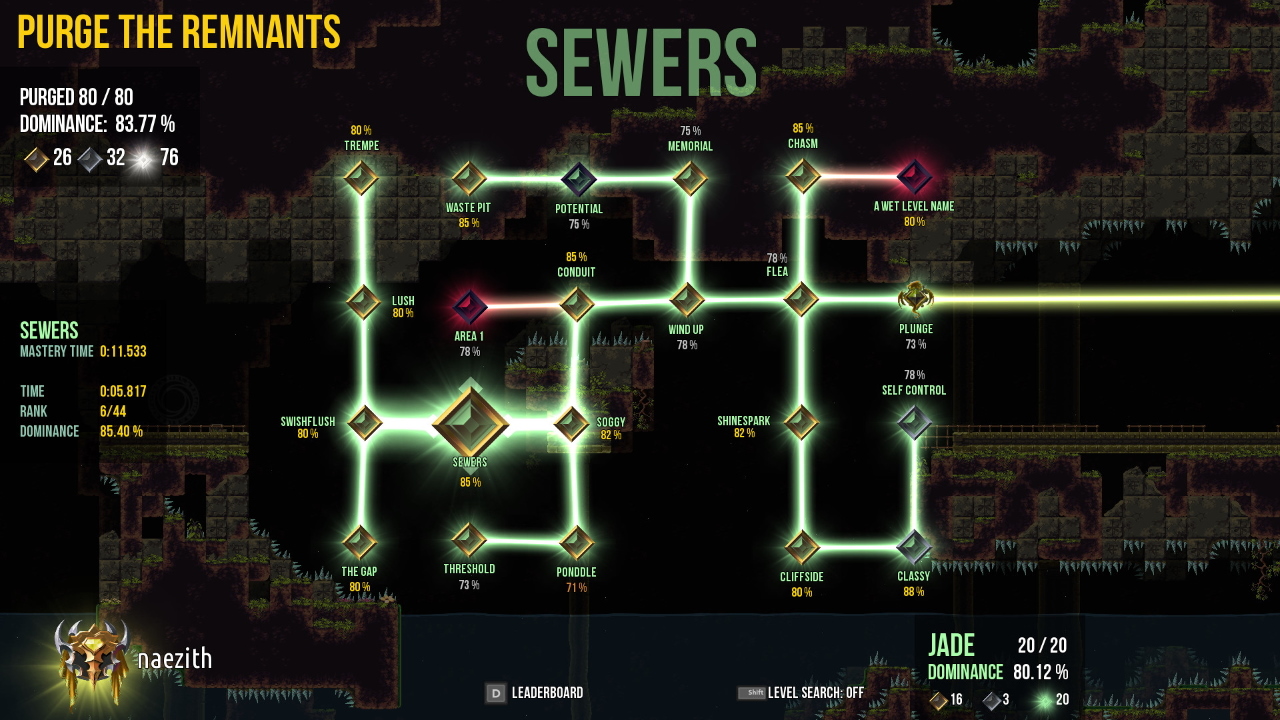 PURGE THE REMNANTS
SEWERS
PURGED 80 / 80
DOMINANCE: 83.77 %
26 32 76
80 %
TREMPE
75 %
MEMORIAL
85 %
CHASM
WASTE PIT
85 %
POTENTIAL
75 %
A WET LEVEL NAME
80 %
85 %
CONDUIT
78 %
FLEA
LUSH
80 %
AREA 1
78 %
WIND UP
78 %
PLUNGE
73 %
SEWERS
MASTERY TIME 0:11.533
TIME 0:05.817
RANK 6/44
DOMINANCE 85.40 %
78 %
SELF CONTROL
SWISHFLUSH
80 %
SOGGY
82 %
SHINESPARK
82 %
SEWERS
85 %
THE GAP
80 %
THRESHOLD
73 %
PONDDLE
71 %
CLIFFSIDE
80 %
CLASSY
88 %
naezith
D LEADERBOARD
Shift LEVEL SEARCH: OFF
JADE 20 / 20
DOMINANCE 80.12 %
16 3 20